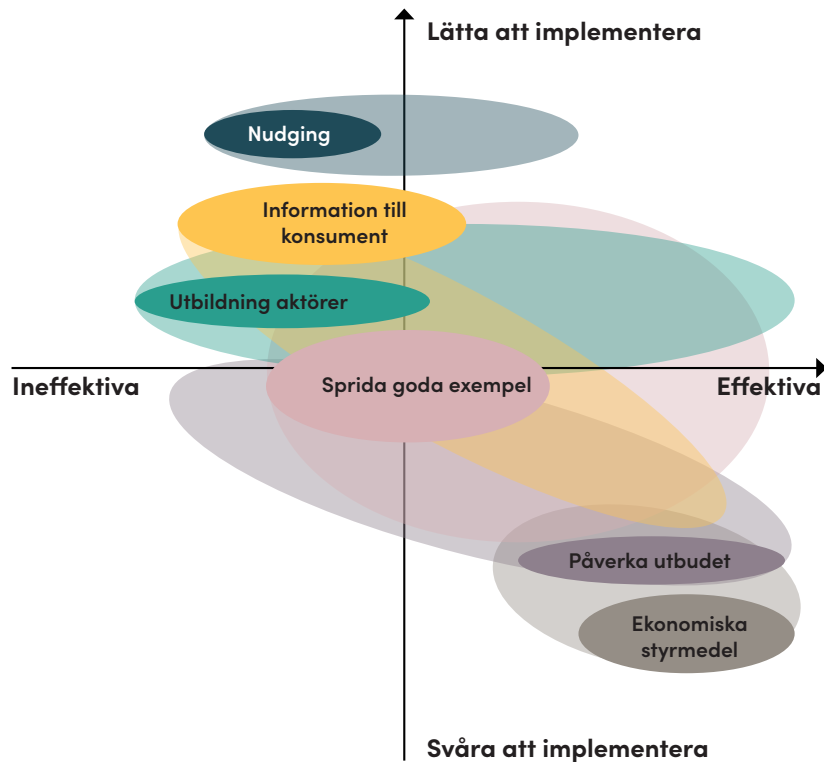 Lätta att implementera
Nudging
Information till
konsument
Utbildning aktörer
Ineffektiva
Sprida goda exempel
Effektiva
Påverka utbudet
Ekonomiska
styrmedel
Svåra att implementera